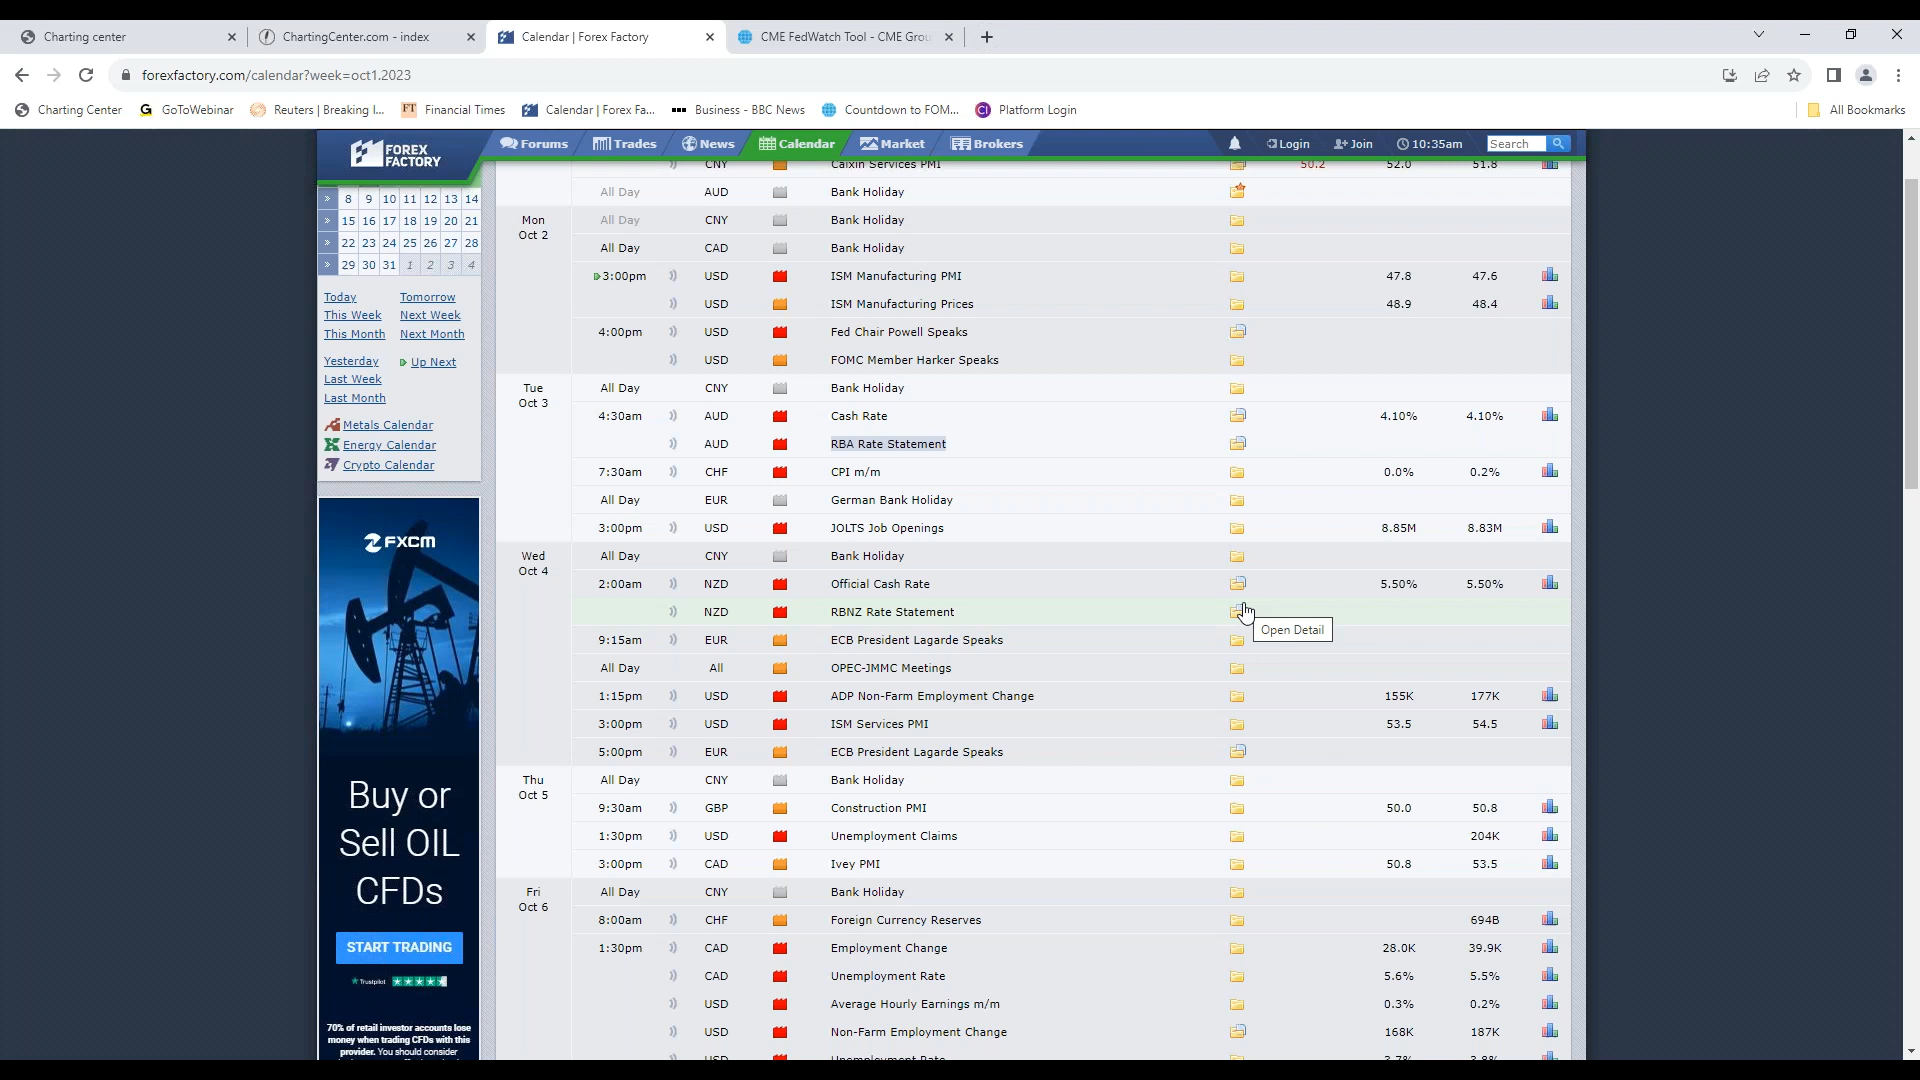 Charting center
ChartingCenter.com - index
Calendar | Forex Factory
CME FedWatch Tool - CME Grou
forexfactory.com/calendar?week=oct1.2023
Charting Center GoToWebinar Reuters | Breaking I... Financial Times Calendar | Forex Fa... Business - BBC News Countdown to FOM... Platform Login All Bookmarks
FOREX FACTORY Forums Trades News Calendar Market Brokers Login Join 10:35am Search
» 8 9 10 11 12 13 14
» 15 16 17 18 19 20 21
» 22 23 24 25 26 27 28
» 29 30 31 1 2 3 4
Today Tomorrow
This Week Next Week
This Month Next Month
Yesterday Up Next
Last Week
Last Month
Metals Calendar
Energy Calendar
Crypto Calendar
FXCM
Buy or
Sell OIL
CFDs
START TRADING
Trustpilot
70% of retail investor accounts lose
money when trading CFDs with this
provider. You should consider
CNY Caixin Services PMI 50.2 52.0 51.8
All Day AUD Bank Holiday
Mon Oct 2 All Day CNY Bank Holiday
All Day CAD Bank Holiday
3:00pm USD ISM Manufacturing PMI 47.8 47.6
USD ISM Manufacturing Prices 48.9 48.4
4:00pm USD Fed Chair Powell Speaks
USD FOMC Member Harker Speaks
Tue Oct 3 All Day CNY Bank Holiday
4:30am AUD Cash Rate 4.10% 4.10%
AUD RBA Rate Statement
7:30am CHF CPI m/m 0.0% 0.2%
All Day EUR German Bank Holiday
3:00pm USD JOLTS Job Openings 8.85M 8.83M
Wed Oct 4 All Day CNY Bank Holiday
2:00am NZD Official Cash Rate 5.50% 5.50%
NZD RBNZ Rate Statement
Open Detail
9:15am EUR ECB President Lagarde Speaks
All Day All OPEC-JMMC Meetings
1:15pm USD ADP Non-Farm Employment Change 155K 177K
3:00pm USD ISM Services PMI 53.5 54.5
5:00pm EUR ECB President Lagarde Speaks
Thu Oct 5 All Day CNY Bank Holiday
9:30am GBP Construction PMI 50.0 50.8
1:30pm USD Unemployment Claims 204K
3:00pm CAD Ivey PMI 50.8 53.5
Fri Oct 6 All Day CNY Bank Holiday
8:00am CHF Foreign Currency Reserves 694B
1:30pm CAD Employment Change 28.0K 39.9K
CAD Unemployment Rate 5.6% 5.5%
USD Average Hourly Earnings m/m 0.3% 0.2%
USD Non-Farm Employment Change 168K 187K
USD Unemployment Rate 3.7% 3.8%